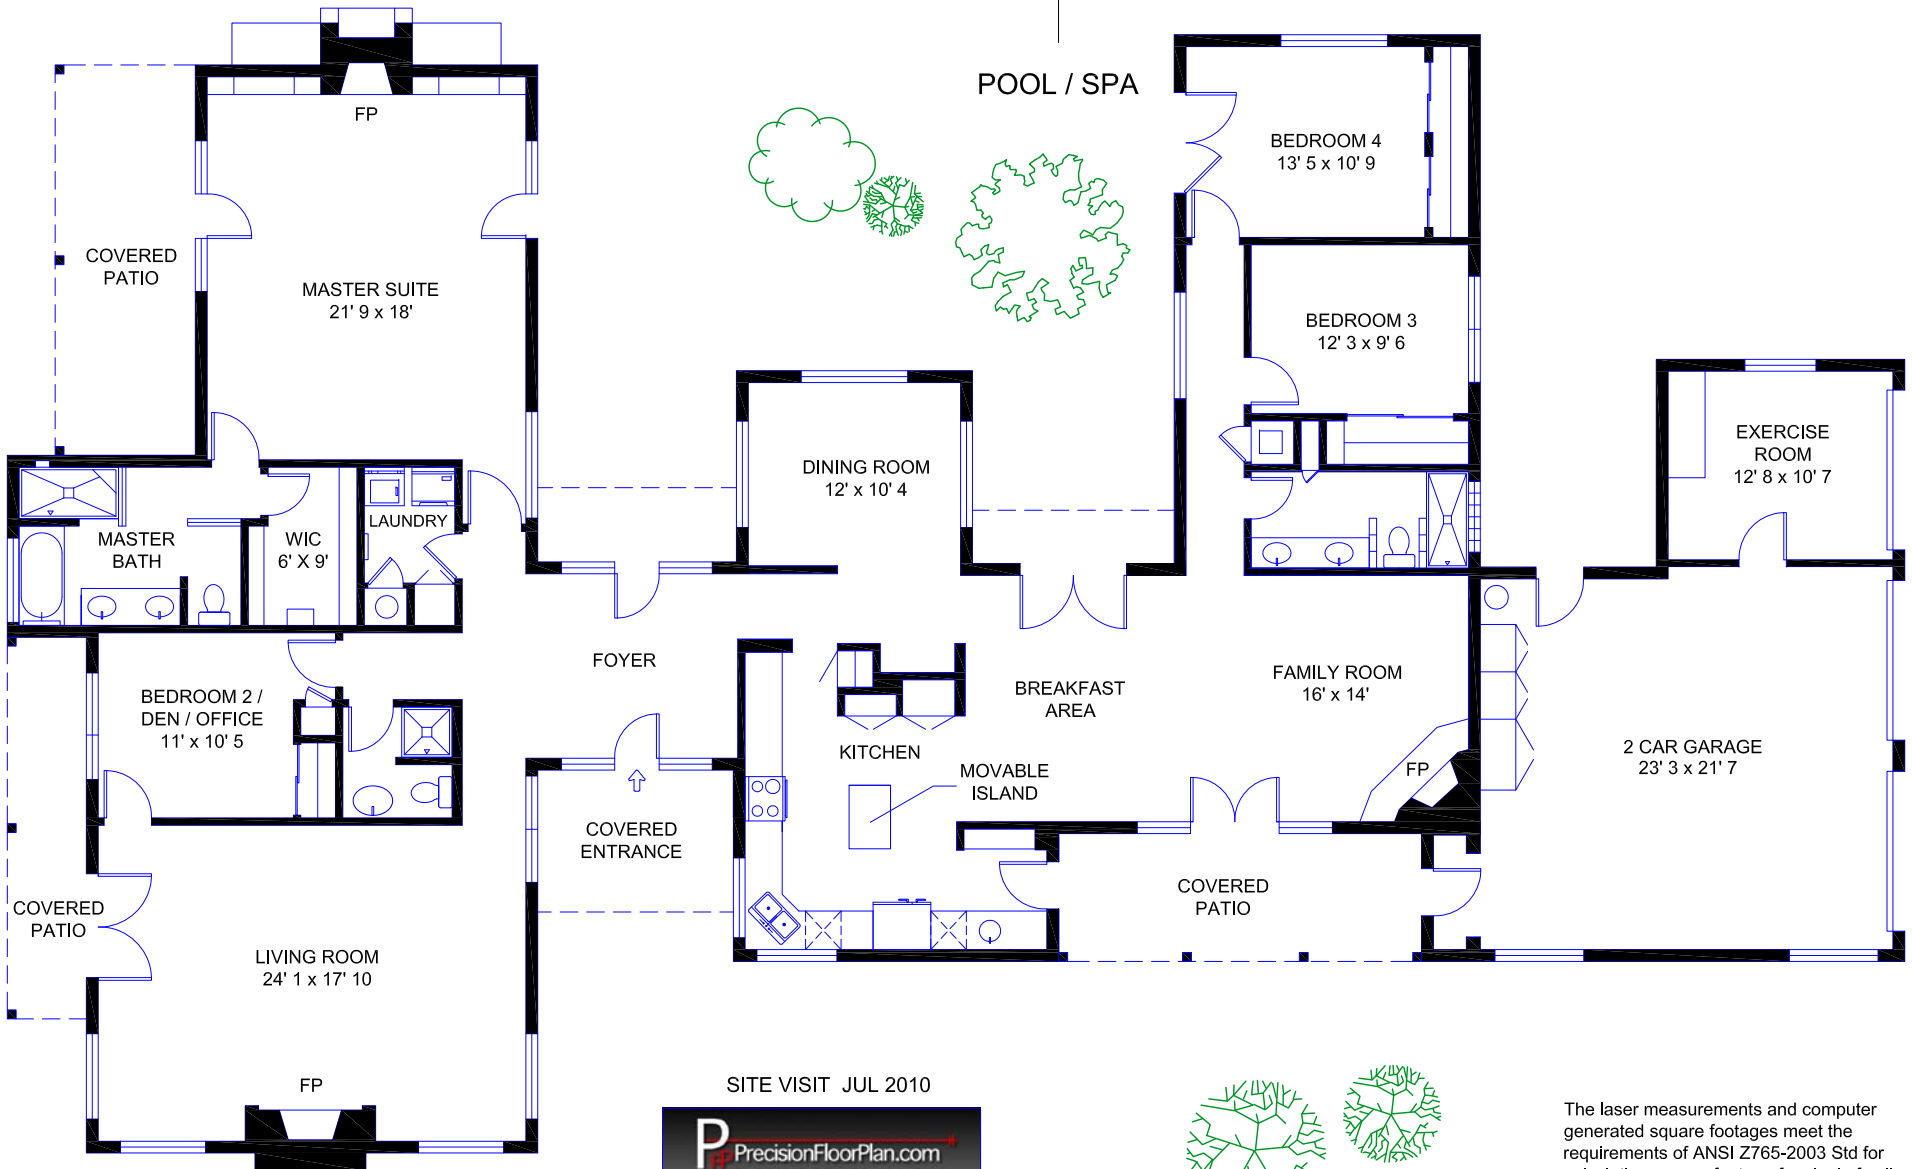 POOL / SPA
FP
BEDROOM 4
13' 5 x 10' 9
COVERED
PATIO
MASTER SUITE
21' 9 x 18'
BEDROOM 3
12' 3 x 9' 6
EXERCISE
ROOM
12' 8 x 10' 7
DINING ROOM
12' x 10' 4
LAUNDRY
MASTER
BATH
WIC
6' X 9'
FOYER
BEDROOM 2 /
DEN / OFFICE
11' x 10' 5
BREAKFAST
AREA
FAMILY ROOM
16' x 14'
KITCHEN
MOVABLE
ISLAND
FP
2 CAR GARAGE
23' 3 x 21' 7
COVERED
ENTRANCE
COVERED
PATIO
COVERED
PATIO
LIVING ROOM
24' 1 x 17' 10
FP
SITE VISIT JUL 2010
PFP
PrecisionFloorPlan.com
The laser measurements and computer
generated square footages meet the
requirements of ANSI Z765-2003 Std for